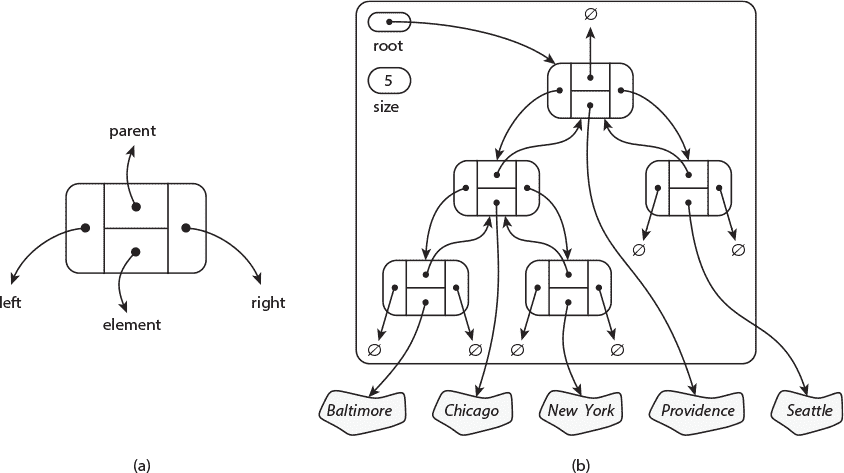 parent
left
element
right
(a)
∅
root
5
size
∅
∅
∅
∅
∅
∅
Baltimore
Chicago
New York
Providence
Seattle
(b)